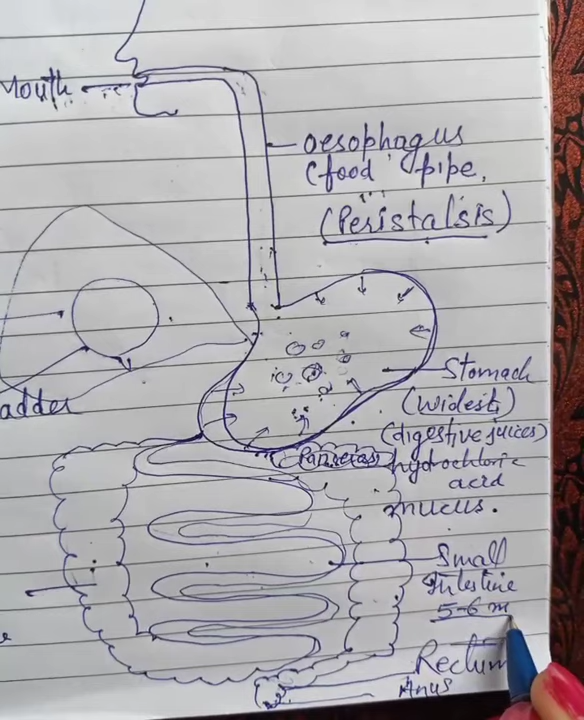 Mouth
oesophagus
(food pipe,
(Peristalsis)
adder
Stomach
(widest)
(digestive juices)
Pancreas
hydrochloric
acid
mucus.
Small
Intestine
5-6 m
Rectum
Anus